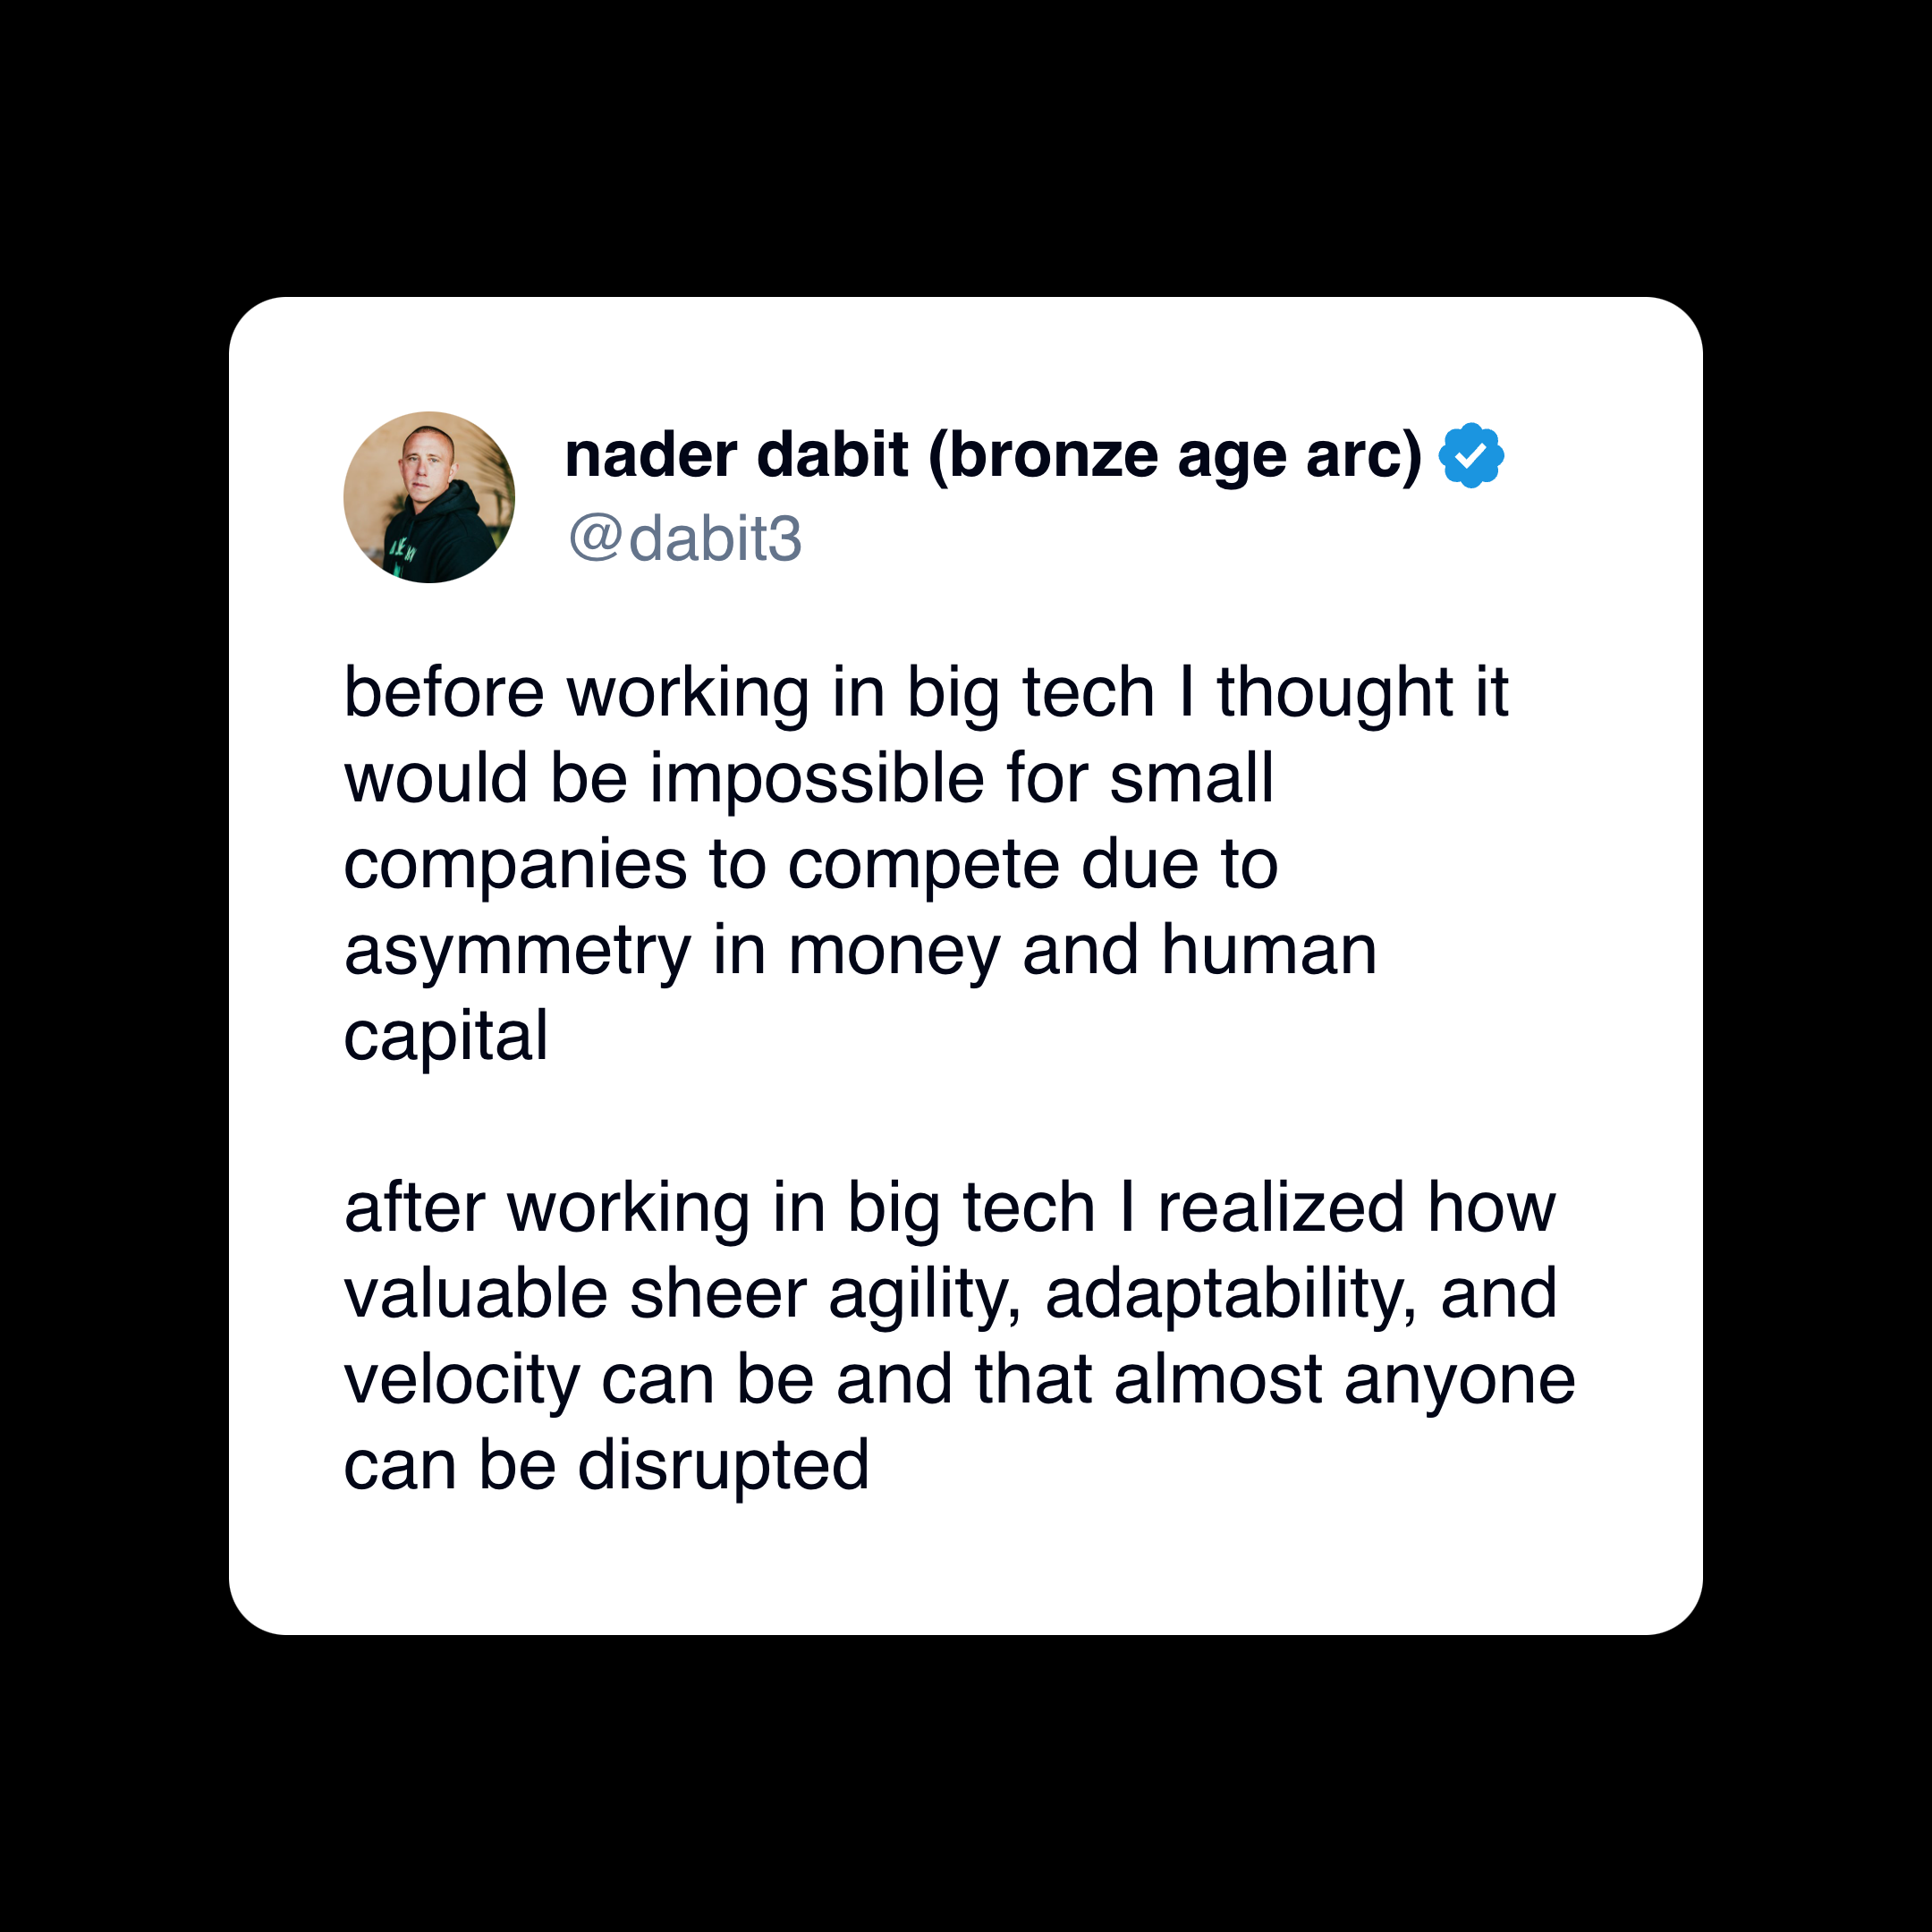 nader dabit (bronze age arc)
@dabit3
before working in big tech I thought it
would be impossible for small
companies to compete due to
asymmetry in money and human
capital
after working in big tech I realized how
valuable sheer agility, adaptability, and
velocity can be and that almost anyone
can be disrupted